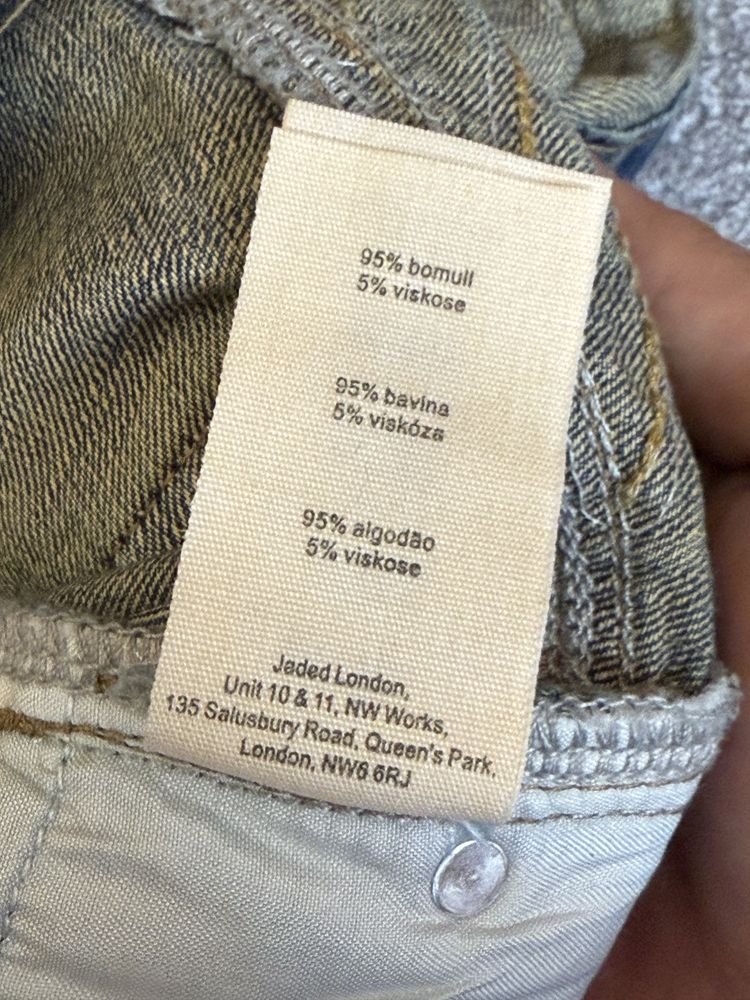 95% bomull
5% viskose
95% bavlna
5% viskóza
95% algodão
5% viskose
Jaded London,
Unit 10 & 11, NW Works,
135 Salusbury Road, Queen's Park,
London, NW6 6RJ